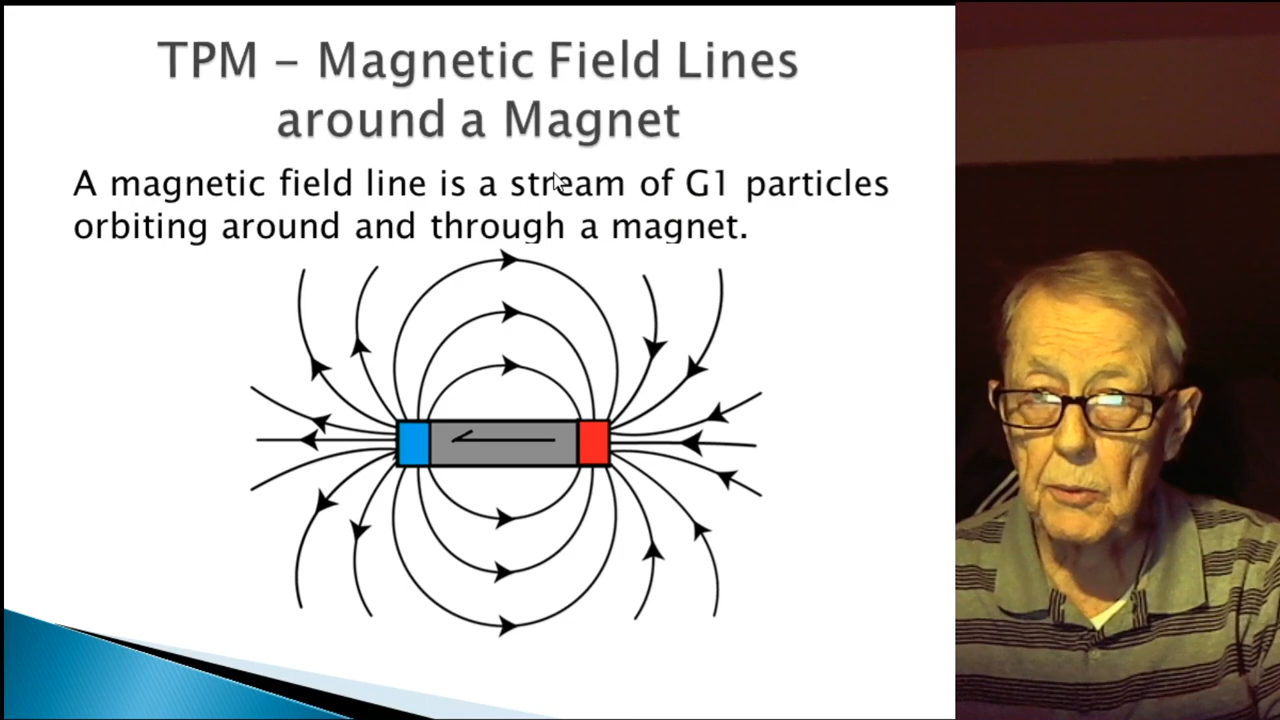 TPM – Magnetic Field Lines
around a Magnet
A magnetic field line is a stream of G1 particles
orbiting around and through a magnet.